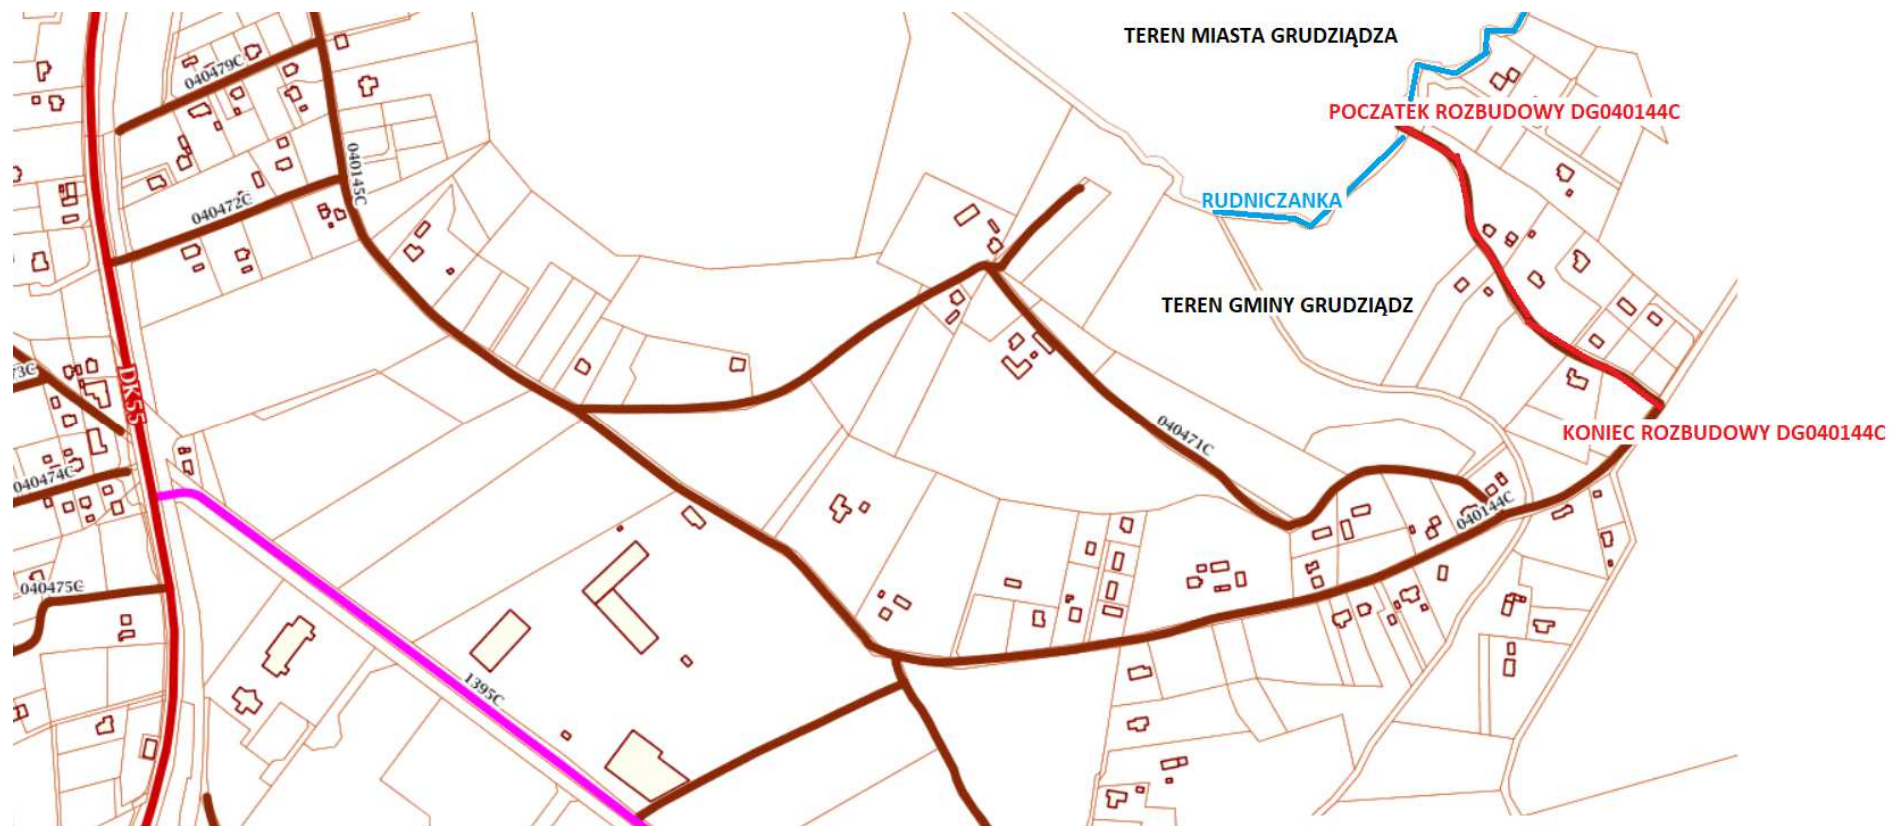 TEREN MIASTA GRUDZIĄDZA
040479C
POCZATEK ROZBUDOWY DG040144C
040145C
040472C
RUDNICZANKA
TEREN GMINY GRUDZIĄDZ
73C
DK55
KONIEC ROZBUDOWY DG040144C
040471C
040474C
040144C
040475C
1395C